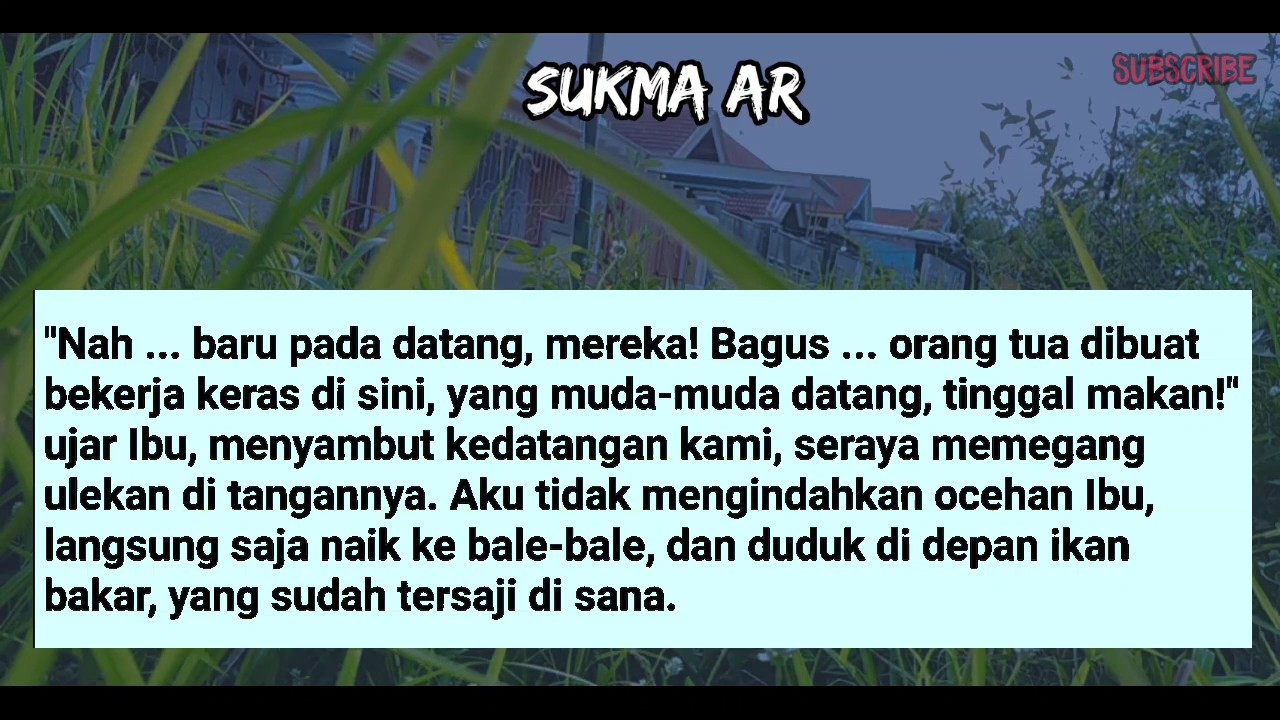 SUKMA AR
SUBSCRIBE
"Nah ... baru pada datang, mereka! Bagus ... orang tua dibuat
bekerja keras di sini, yang muda-muda datang, tinggal makan!"
ujar Ibu, menyambut kedatangan kami, seraya memegang
ulekan di tangannya. Aku tidak mengindahkan ocehan Ibu,
langsung saja naik ke bale-bale, dan duduk di depan ikan
bakar, yang sudah tersaji di sana.